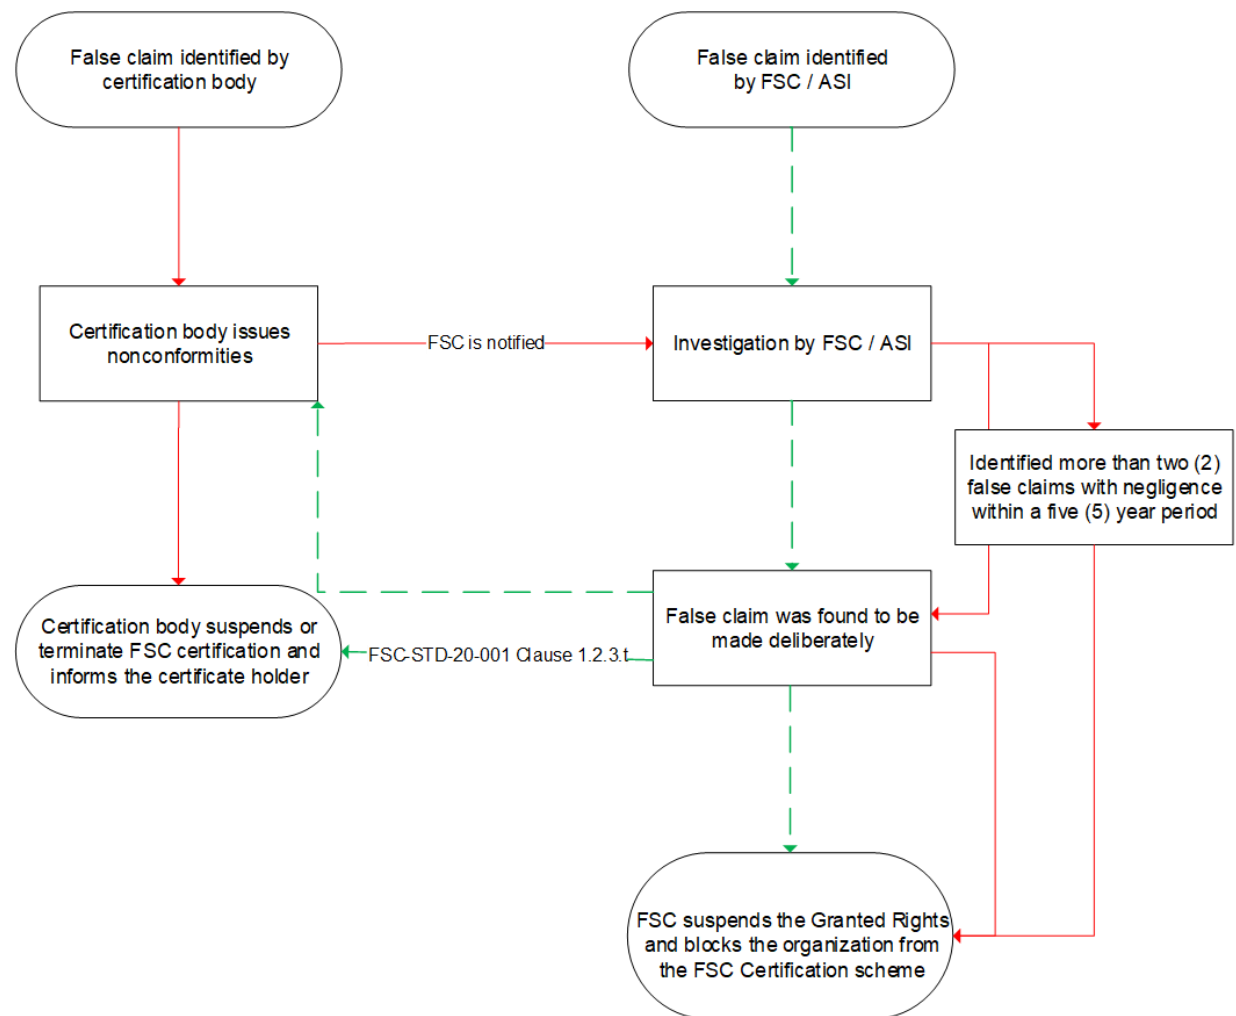 False claim identified by
certification body
False claim identified
by FSC / ASI
Certification body issues
nonconformities
FSC is notified
Investigation by FSC / ASI
Identified more than two (2)
false claims with negligence
within a five (5) year period
False claim was found to be
made deliberately
Certification body suspends or
terminate FSC certification and
informs the certificate holder
FSC-STD-20-001 Clause 1.2.3.t
FSC suspends the Granted Rights
and blocks the organization from
the FSC Certification scheme